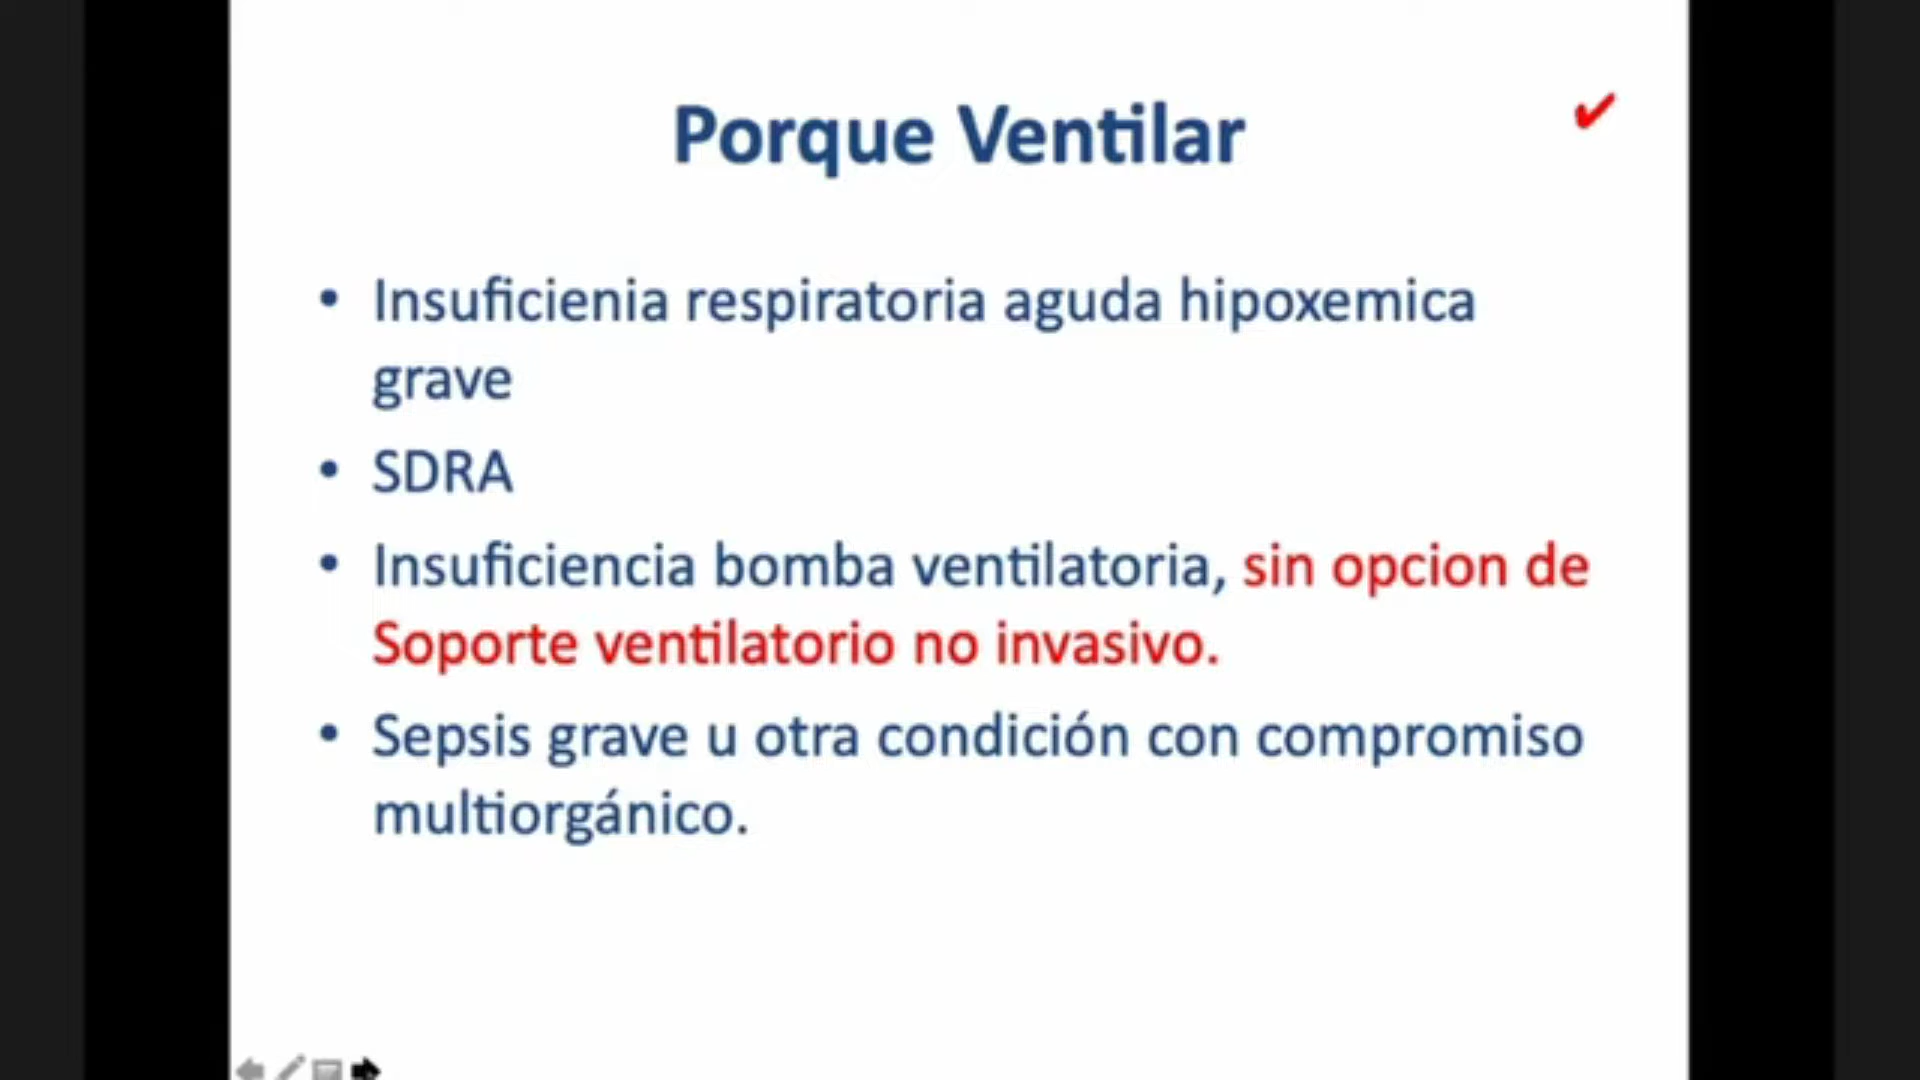 Porque Ventilar
• Insuficienia respiratoria aguda hipoxemica
grave
• SDRA
• Insuficiencia bomba ventilatoria, sin opcion de
Soporte ventilatorio no invasivo.
• Sepsis grave u otra condición con compromiso
multiorgánico.